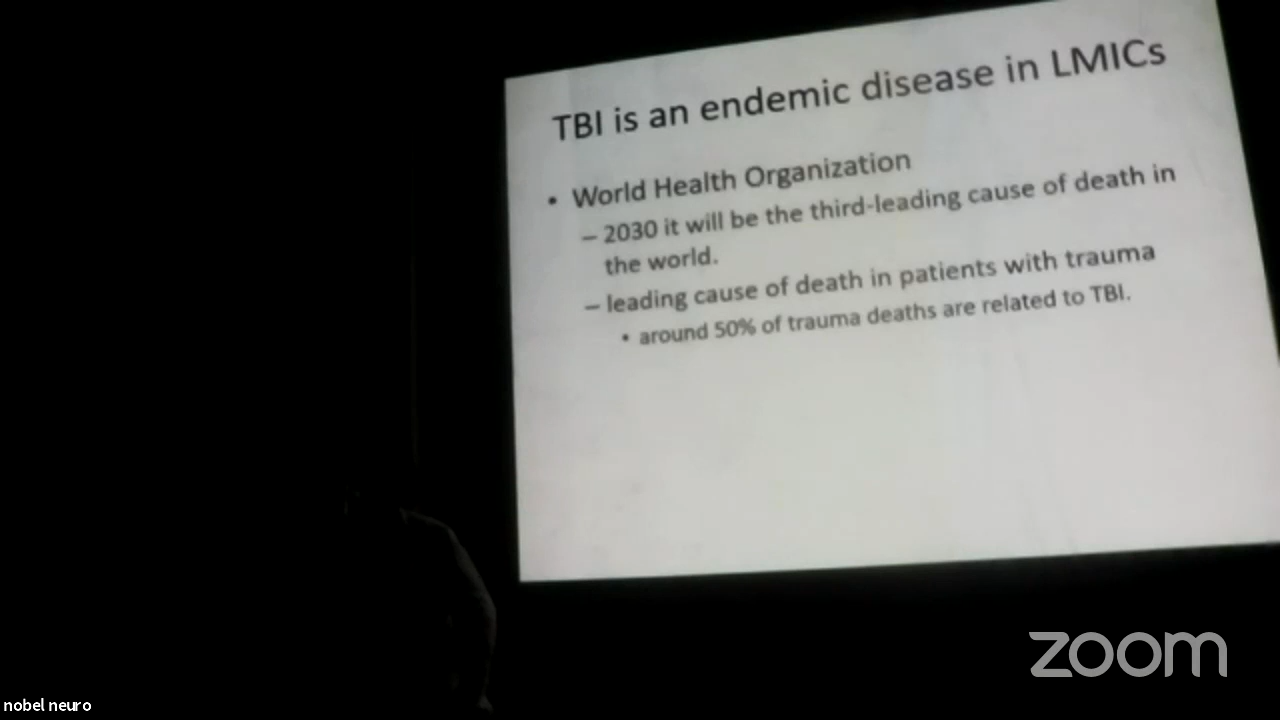 TBI is an endemic disease in LMICs
• World Health Organization
– 2030 it will be the third-leading cause of death in
the world.
– leading cause of death in patients with trauma
• around 50% of trauma deaths are related to TBI.
zoom
nobel neuro